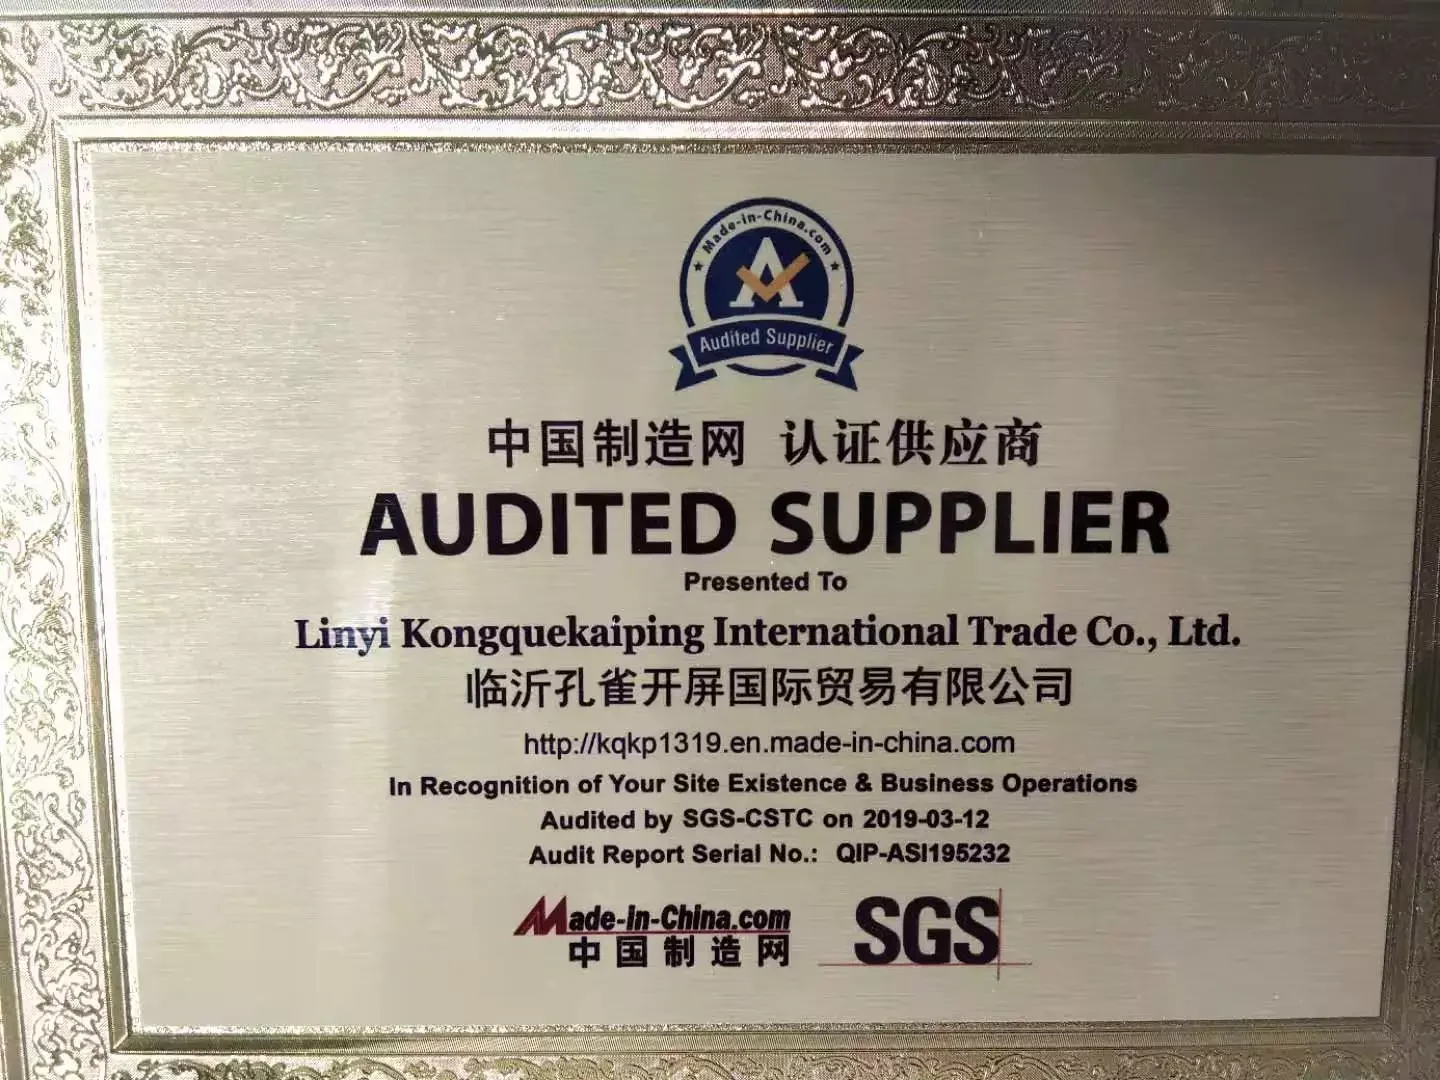 Made-in-China.com
Audited Supplier
中国制造网 认证供应商
AUDITED SUPPLIER
Presented To
Linyi Kongquekaiping International Trade Co., Ltd.
临沂孔雀开屏国际贸易有限公司
http://kqkp1319.en.made-in-china.com
In Recognition of Your Site Existence & Business Operations
Audited by SGS-CSTC on 2019-03-12
Audit Report Serial No.: QIP-ASI195232
Made-in-China.com
中国制造网
SGS